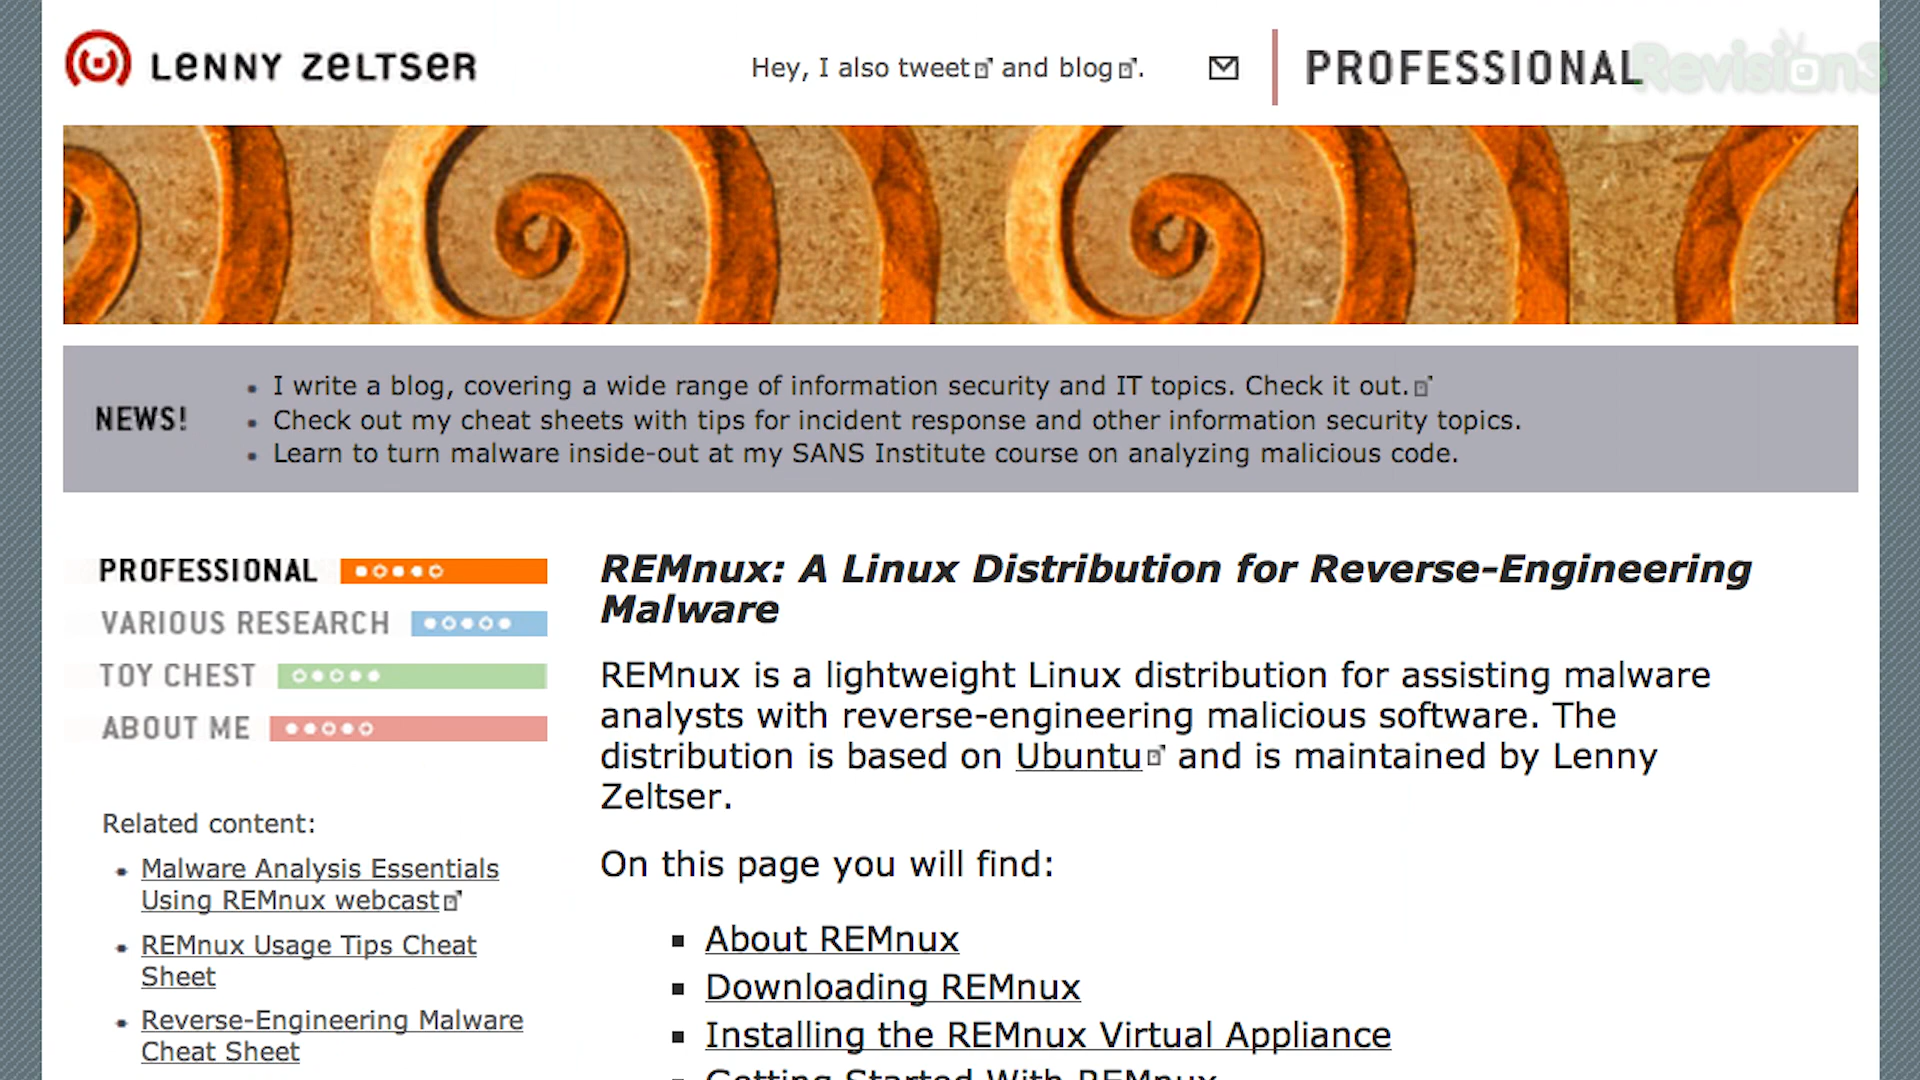 LENNY ZELTSER
Hey, I also tweet and blog.
PROFESSIONAL
Revision3
NEWS!
I write a blog, covering a wide range of information security and IT topics. Check it out.
Check out my cheat sheets with tips for incident response and other information security topics.
Learn to turn malware inside-out at my SANS Institute course on analyzing malicious code.
PROFESSIONAL
VARIOUS RESEARCH
TOY CHEST
ABOUT ME
Related content:
Malware Analysis Essentials
Using REMnux webcast
REMnux Usage Tips Cheat
Sheet
Reverse-Engineering Malware
Cheat Sheet
REMnux: A Linux Distribution for Reverse-Engineering
Malware
REMnux is a lightweight Linux distribution for assisting malware
analysts with reverse-engineering malicious software. The
distribution is based on Ubuntu and is maintained by Lenny
Zeltser.
On this page you will find:
About REMnux
Downloading REMnux
Installing the REMnux Virtual Appliance
Getting Started With REMnux